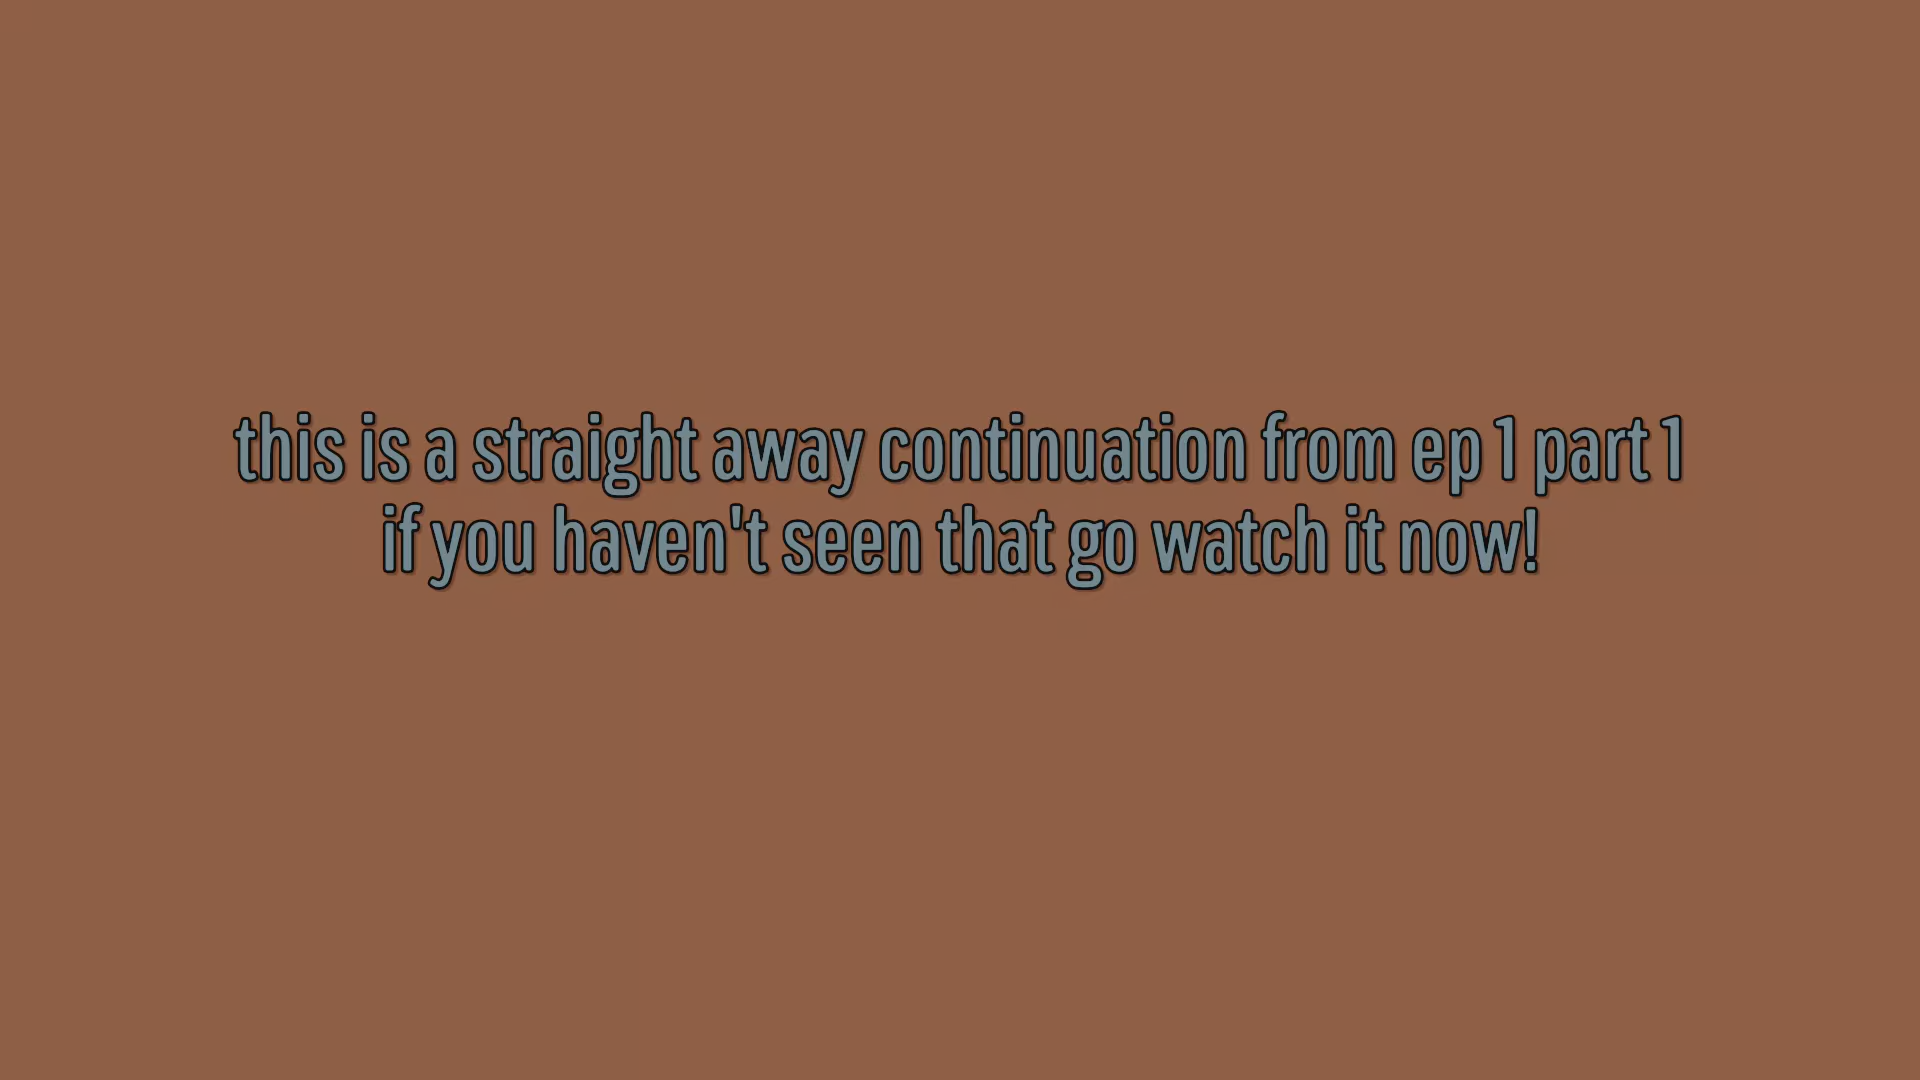 this is a straight away continuation from ep 1 part 1
if you haven't seen that go watch it now!